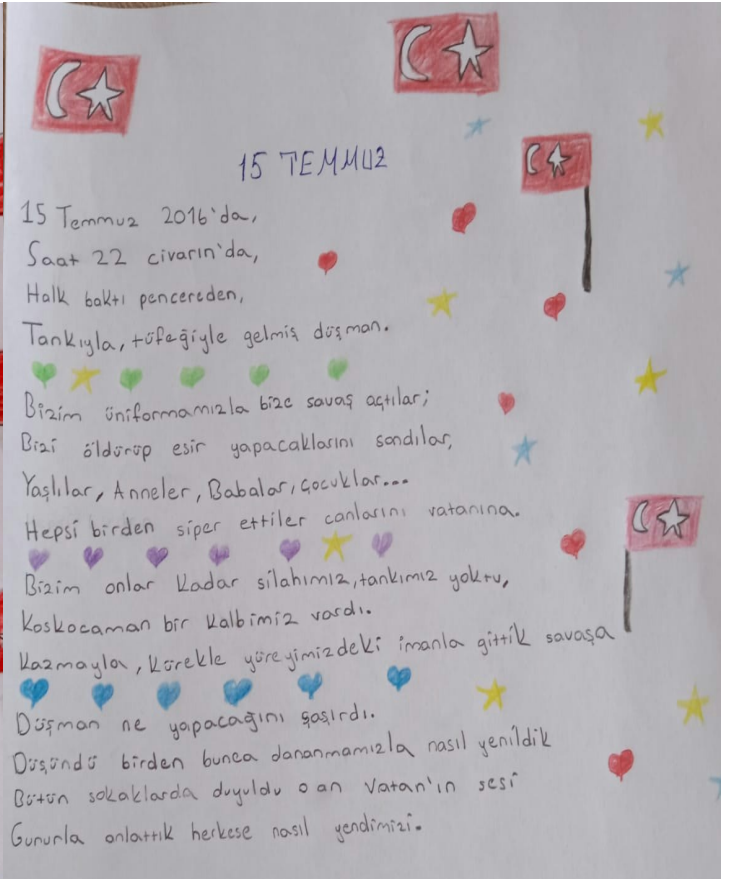 15 TEMMUZ
15 Temmuz 2016'da,
Saat 22 civarın'da,
Halk baktı pencereden,
Tankıyla, tüfeğiyle gelmiş düşman.
Bizim üniformamızla bize savaş açtılar;
Bizi öldürüp esir yapacaklarını sandılar,
Yaşlılar, Anneler, Babalar, çocuklar...
Hepsi birden siper ettiler canlarını vatanına.
Bizim onlar kadar silahımız, tankımız yoktu,
Koskocaman bir kalbimiz vardı.
Kazmayla, kürekle yüreyimizdeki imanla gittik savaşa
Düşman ne yapacağını şaşırdı.
Düşündü birden bunca dananmamızla nasıl yenildik
Bütün sokaklarda duyuldu o an Vatan'ın sesi
Gururla anlattık herkese nasıl yendimizi.